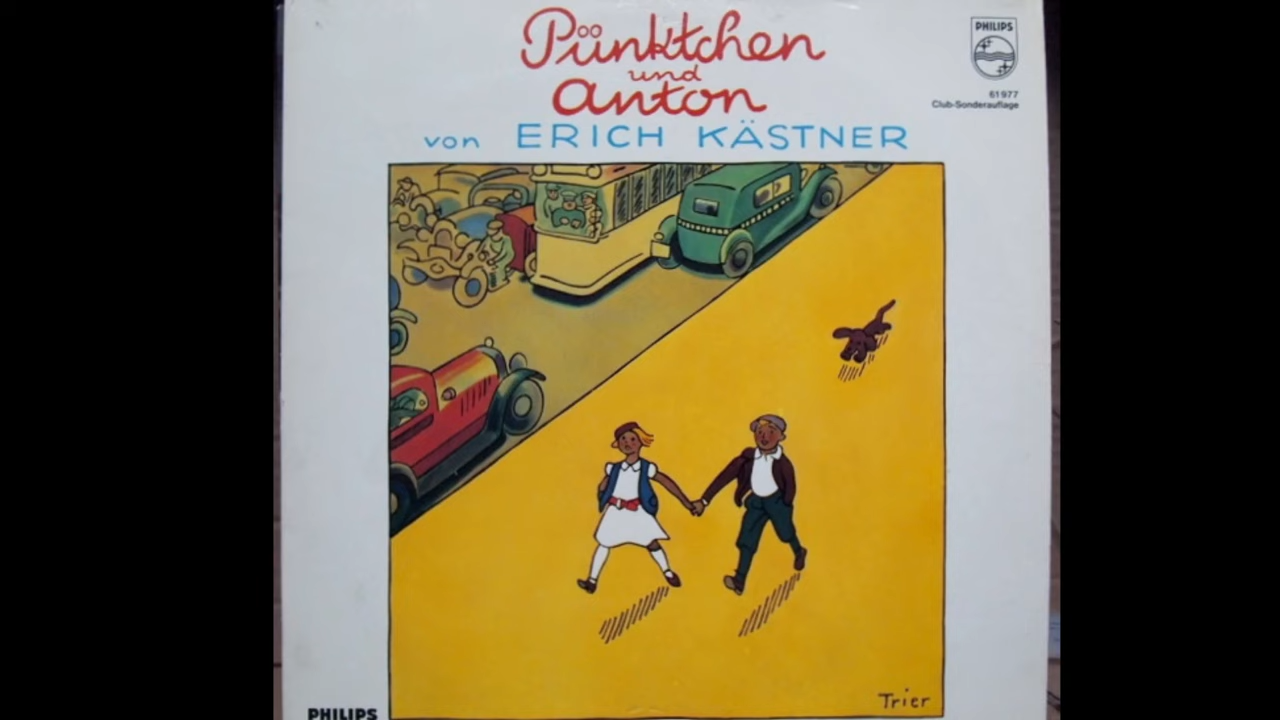 Pünktchen
und
Anton
von ERICH KÄSTNER
PHILIPS
61 977
Club-Sonderauflage
Trier
PHILIPS